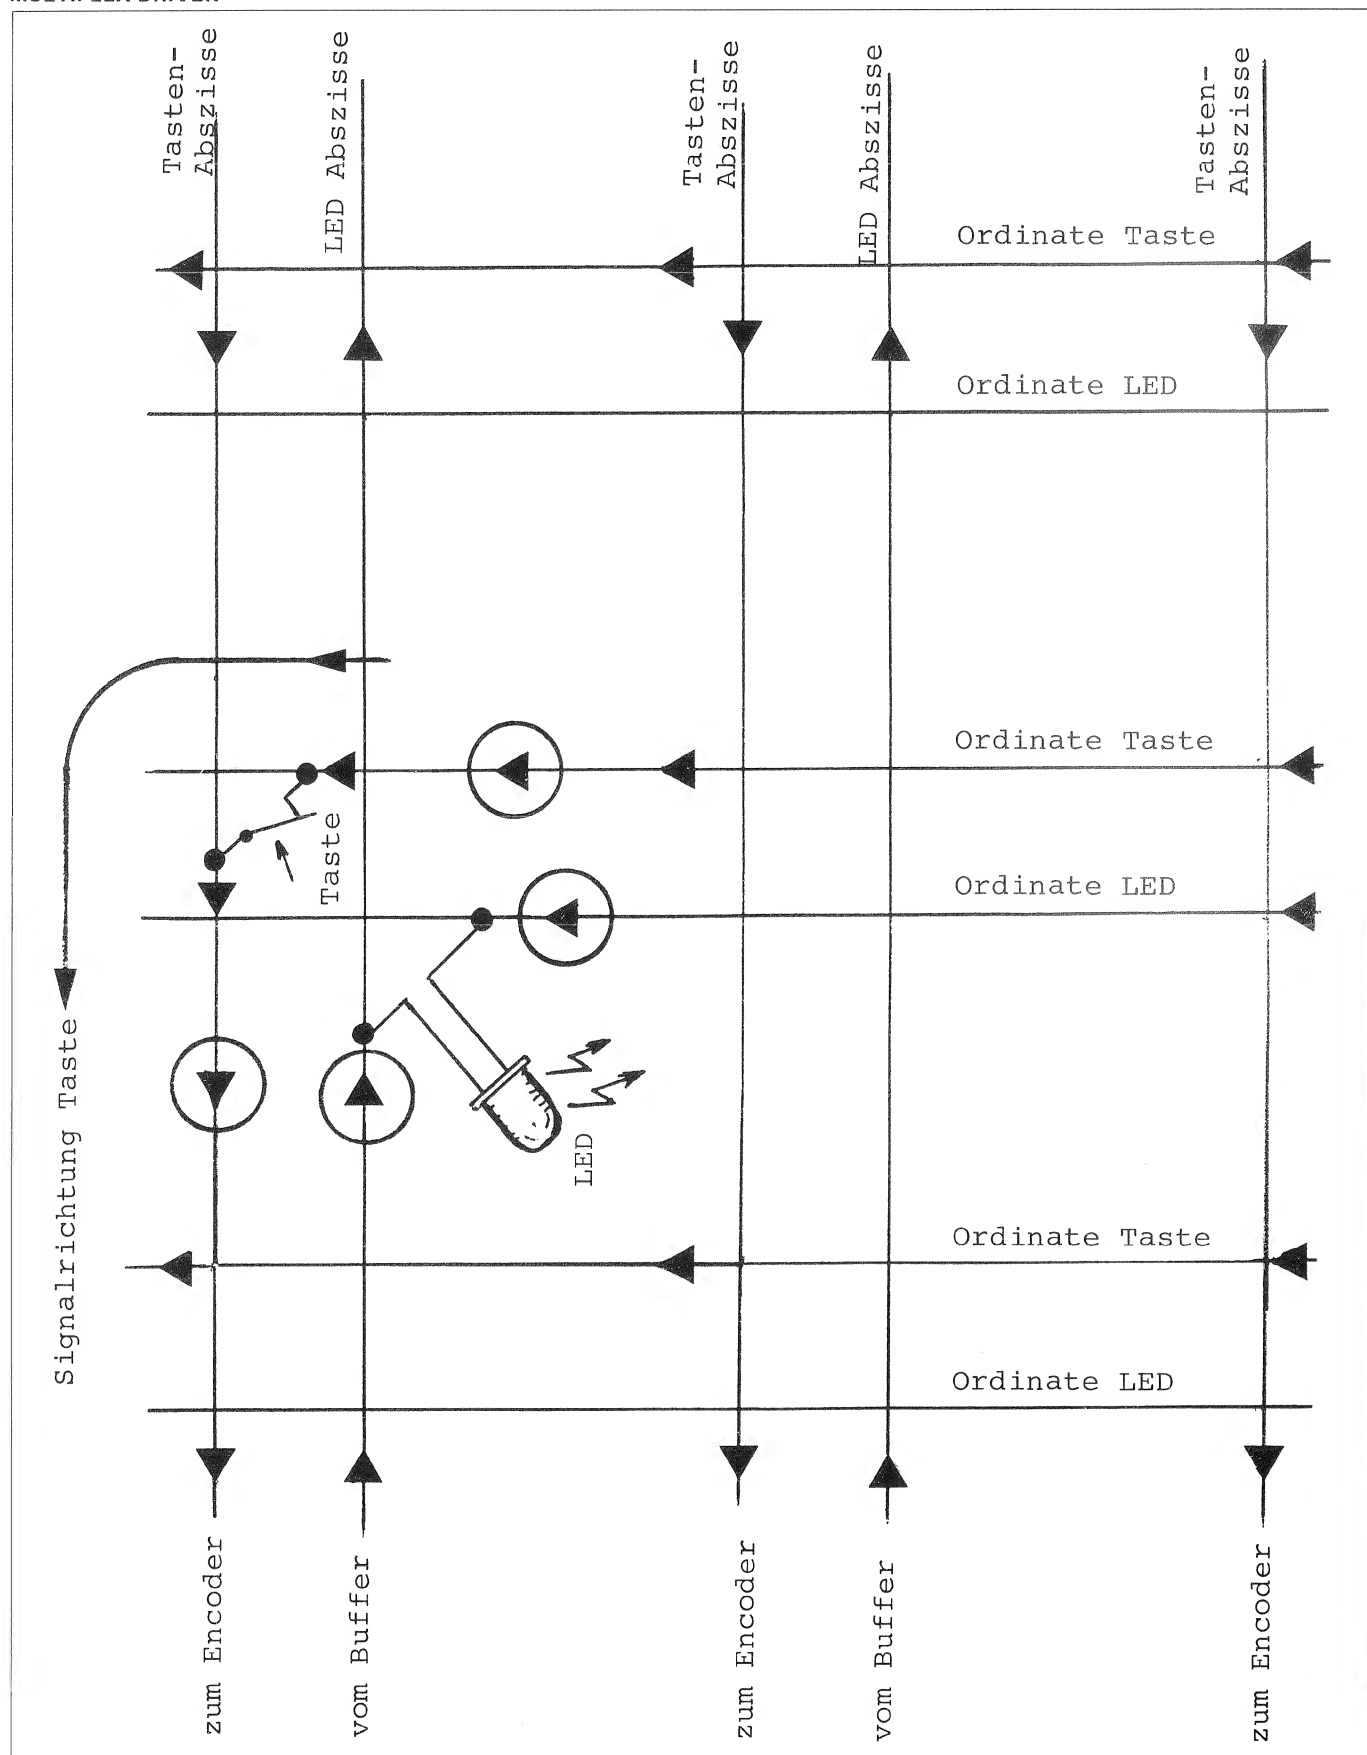 Tasten-
Abszisse
LED Abszisse
Tasten-
Abszisse
LED Abszisse
Tasten-
Abszisse
Ordinate Taste
Ordinate LED
Ordinate Taste
Taste
Ordinate LED
Signalrichtung Taste
LED
Ordinate Taste
Ordinate LED
zum Encoder
vom Buffer
zum Encoder
vom Buffer
zum Encoder